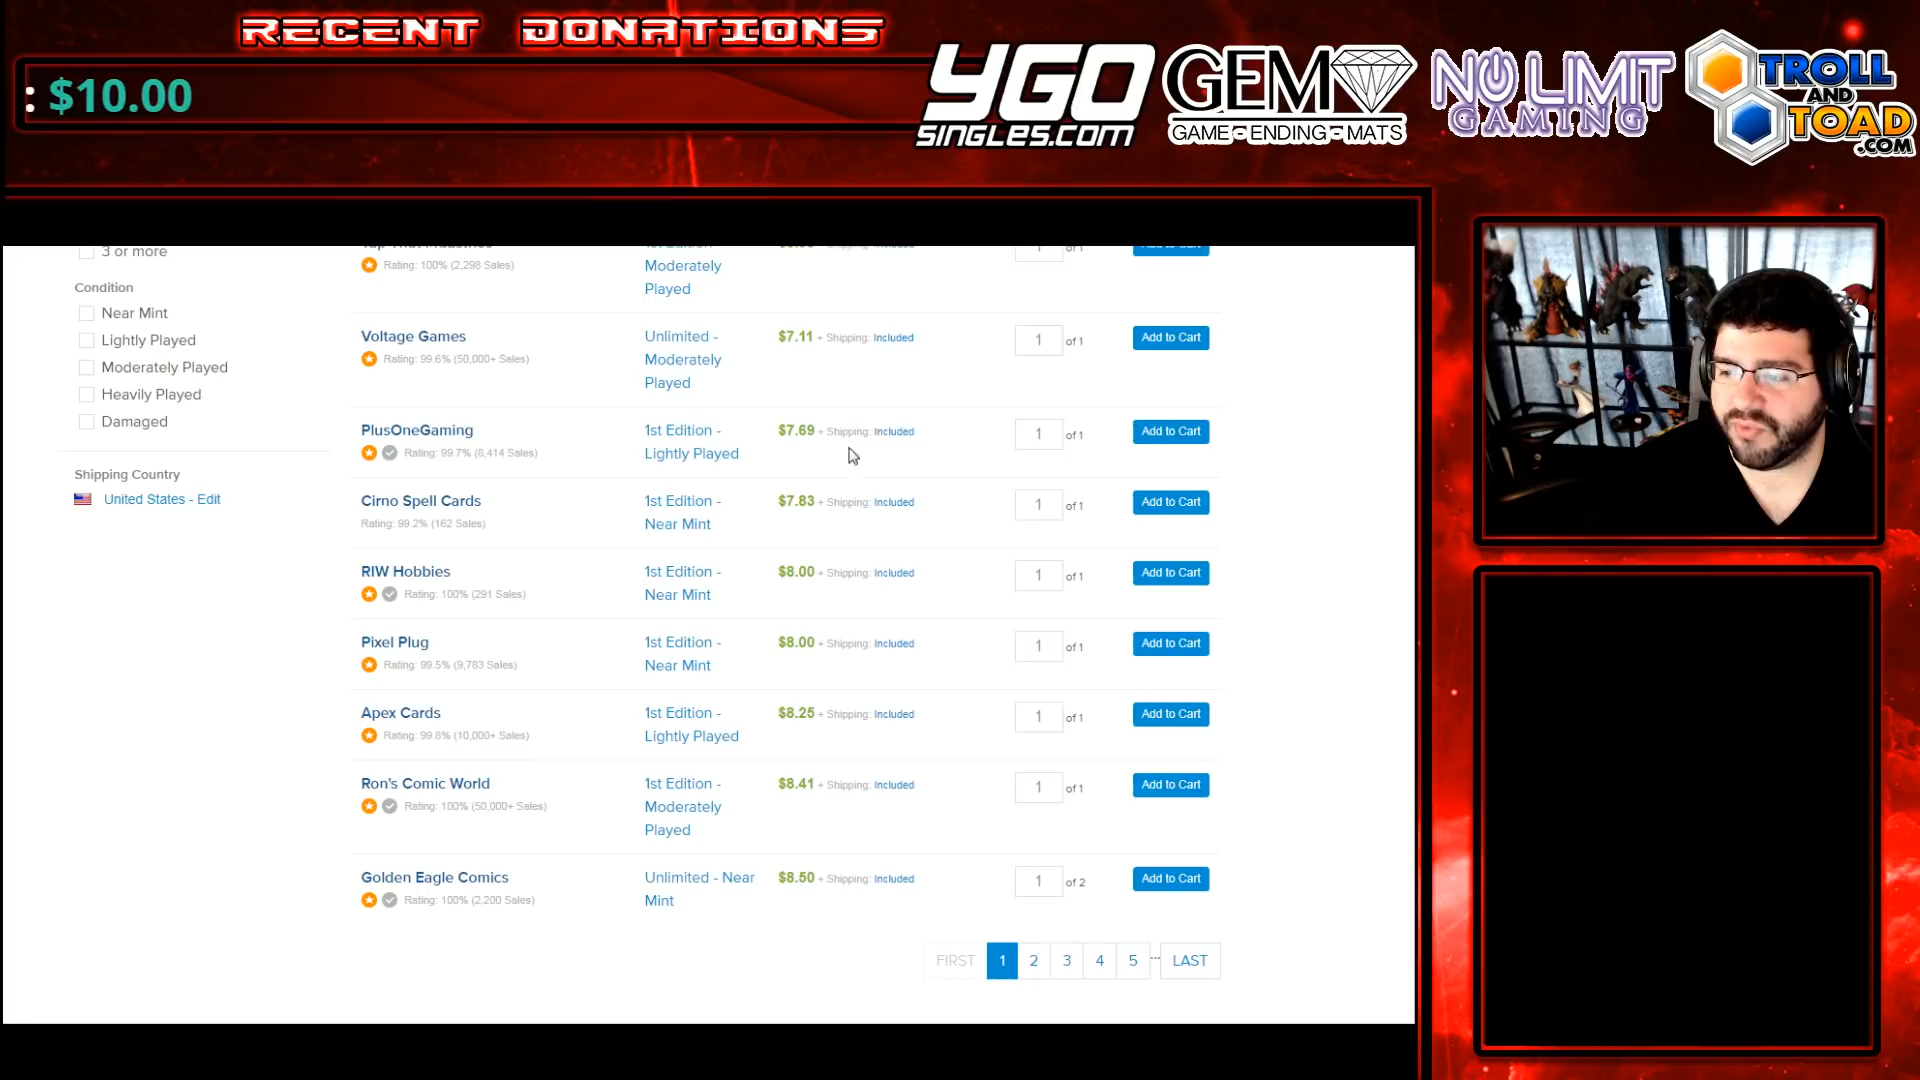 RECENT DONATIONS
: $10.00
YGO
SINGLES.COM
GEM
GAME-ENDING-MATS
NO LIMIT
GAMING
TROLL
AND
TOAD
.COM
3 or more
Condition
Near Mint
Lightly Played
Moderately Played
Heavily Played
Damaged
Shipping Country
United States - Edit
Rating: 100% (2,298 Sales)
Moderately
Played
of 1
Voltage Games
Rating: 99.6% (50,000+ Sales)
Unlimited -
Moderately
Played
$7.11 + Shipping: Included
1 of 1
Add to Cart
PlusOneGaming
Rating: 99.7% (8,414 Sales)
1st Edition -
Lightly Played
$7.69 + Shipping: Included
1 of 1
Add to Cart
Cirno Spell Cards
Rating: 99.2% (162 Sales)
1st Edition -
Near Mint
$7.83 + Shipping: Included
1 of 1
Add to Cart
RIW Hobbies
Rating: 100% (291 Sales)
1st Edition -
Near Mint
$8.00 + Shipping: Included
1 of 1
Add to Cart
Pixel Plug
Rating: 99.5% (9,783 Sales)
1st Edition -
Near Mint
$8.00 + Shipping: Included
1 of 1
Add to Cart
Apex Cards
Rating: 99.8% (10,000+ Sales)
1st Edition -
Lightly Played
$8.25 + Shipping: Included
1 of 1
Add to Cart
Ron's Comic World
Rating: 100% (50,000+ Sales)
1st Edition -
Moderately
Played
$8.41 + Shipping: Included
1 of 1
Add to Cart
Golden Eagle Comics
Rating: 100% (2,200 Sales)
Unlimited - Near
Mint
$8.50 + Shipping: Included
1 of 2
Add to Cart
FIRST 1 2 3 4 5 ... LAST